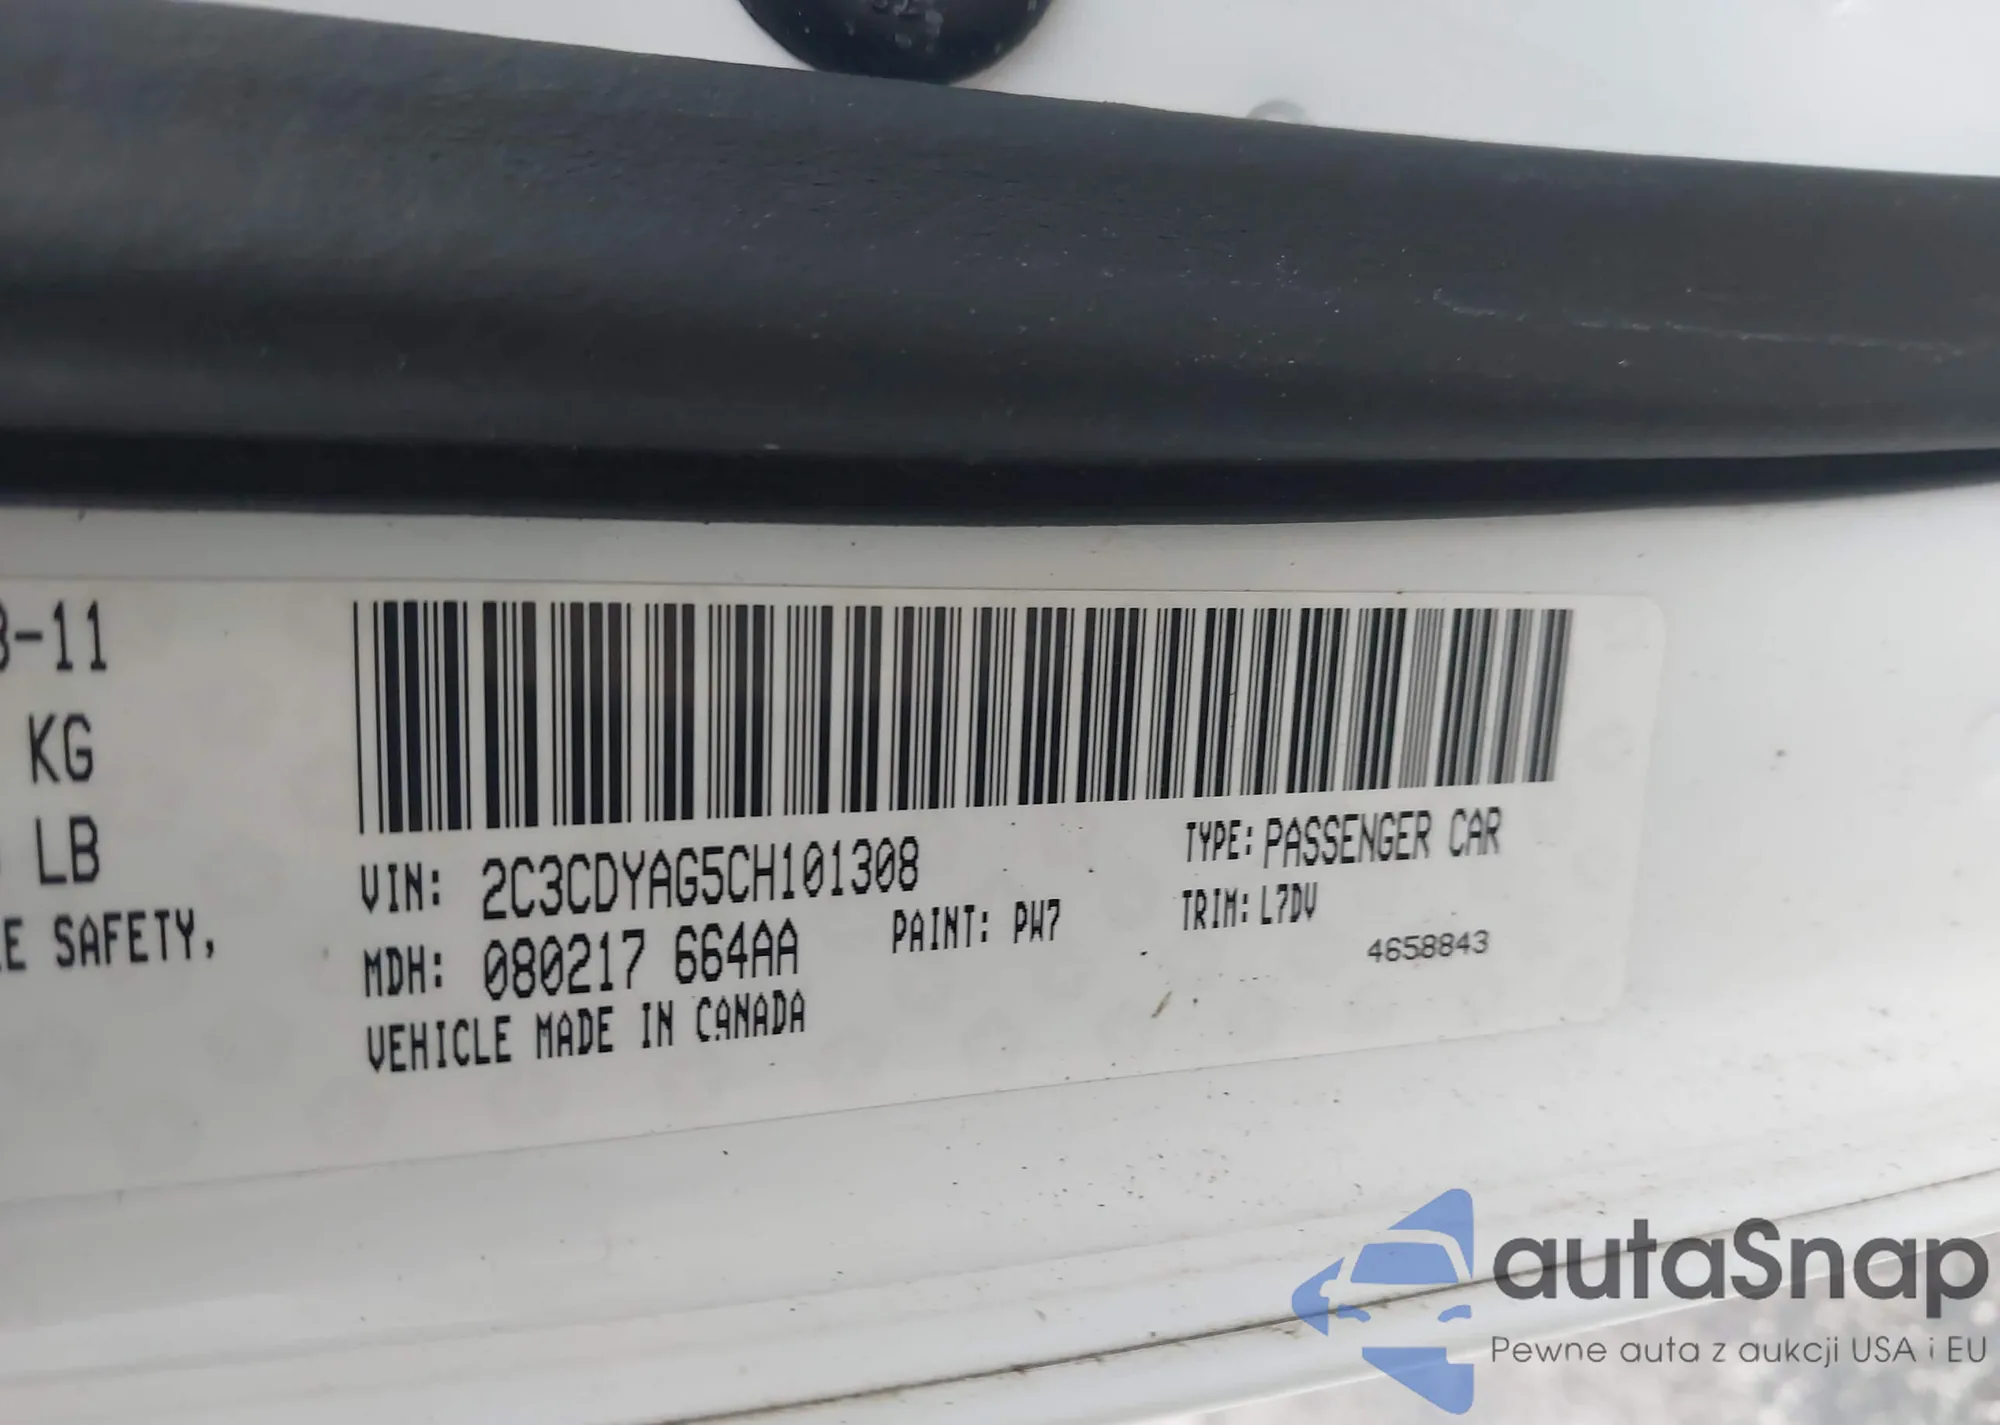 -11
KG
LB
E SAFETY,
VIN: 2C3CDYAG5CH101308
TYPE: PASSENGER CAR
MDH: 080217 664AA
PAINT: PW7
TRIM: L7DV
4658843
VEHICLE MADE IN CANADA
autaSnap
Pewne auta z aukcji USA i EU